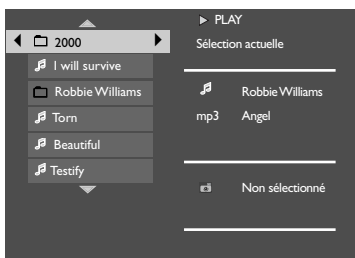 2000
I will survive
Robbie Williams
Torn
Beautiful
Testify
PLAY
Sélection actuelle
Robbie Williams
mp3 Angel
Non sélectionné